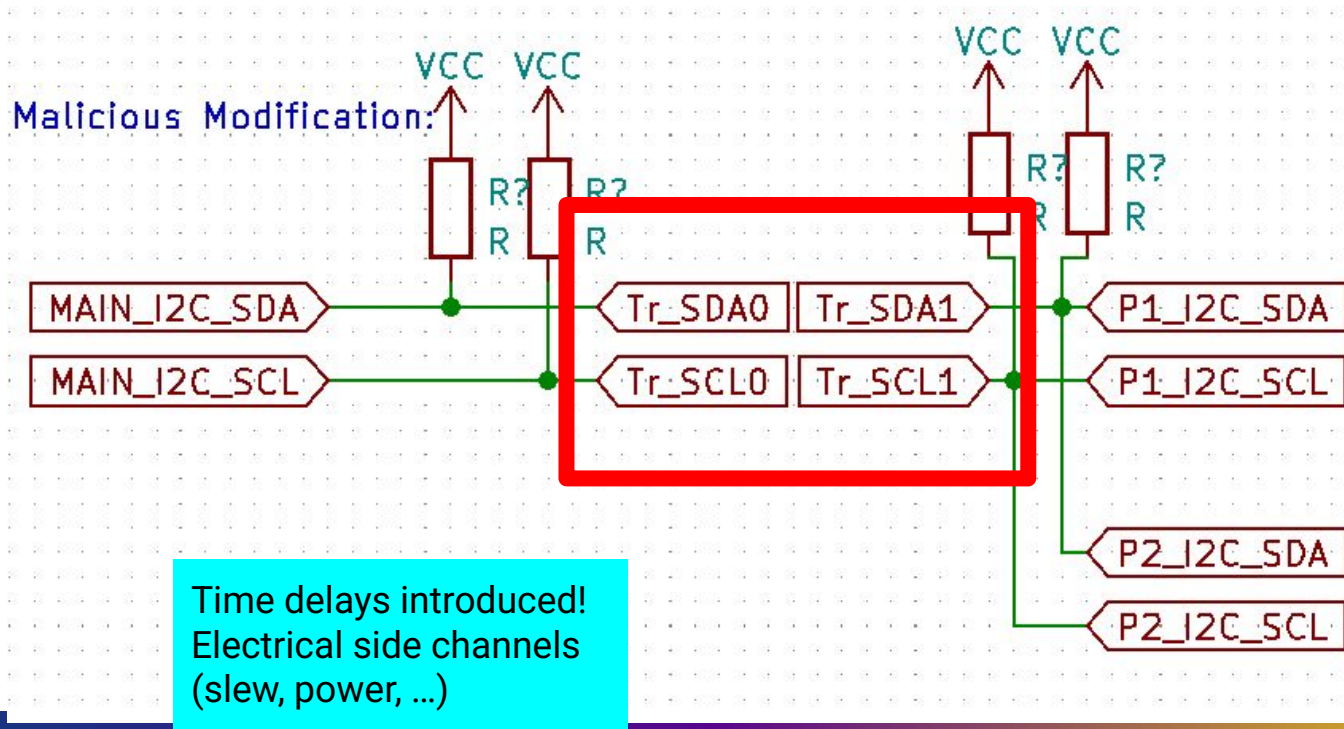 VCC VCC
VCC VCC
Malicious Modification:
R? R?
R R
R? R?
R R
MAIN_I2C_SDA Tr_SDA0 Tr_SDA1 P1_I2C_SDA
MAIN_I2C_SCL Tr_SCL0 Tr_SCL1 P1_I2C_SCL
P2_I2C_SDA
P2_I2C_SCL
Time delays introduced!
Electrical side channels
(slew, power, …)